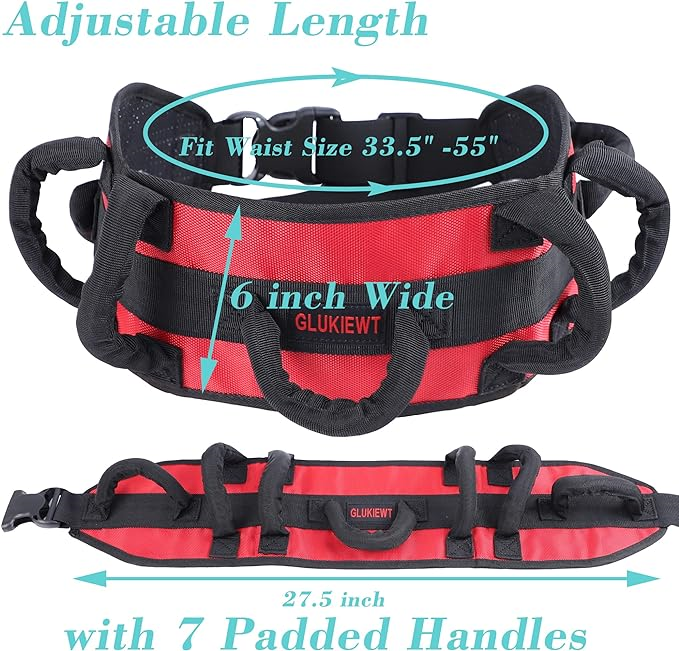 Adjustable Length
Fit Waist Size 33.5" -55"
6 inch Wide
GLUKIEWT
GLUKIEWT
27.5 inch
with 7 Padded Handles